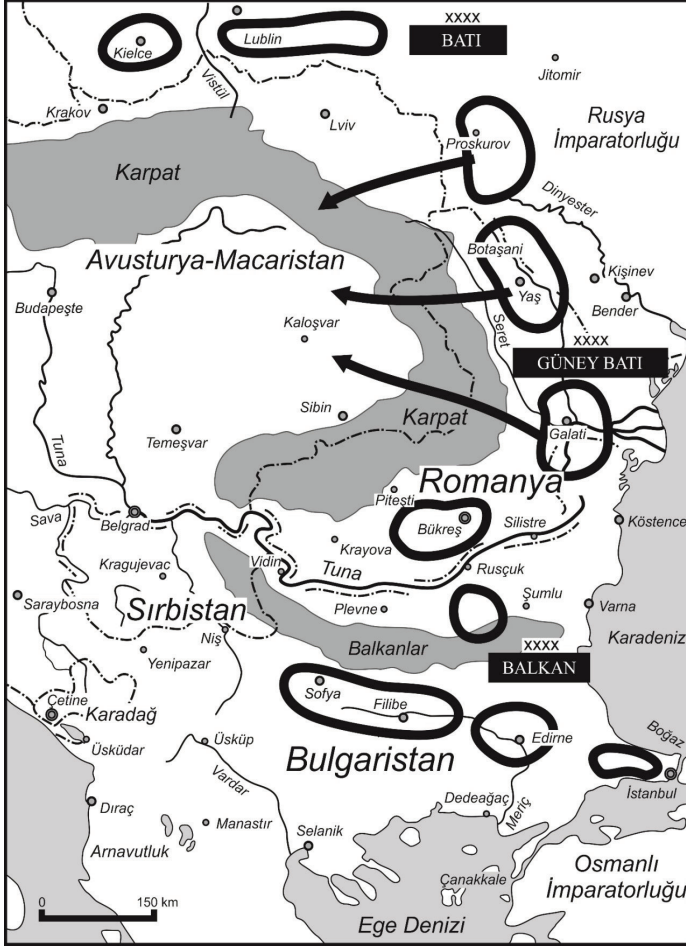 Kielce
Lublin
XXXX
BATI
Jitomir
Vistül
Krakov
Lviv
Proskurov
Rusya
İmparatorluğu
Karpat
Dinyester
Botaşani
Avusturya-Macaristan
Kişinev
Budapeşte
Yaş
Bender
Seret
Kaloşvar
XXXX
GÜNEY BATI
Sibin
Karpat
Galati
Temeşvar
Tuna
Romanya
Piteşti
Sava
Belgrad
Bükreş
Silistre
Köstence
Krayova
Kragujevac
Vidin
Tuna
Rusçuk
Saraybosna
Sırbistan
Plevne
Şumlu
Varna
Niş
Karadeniz
Balkanlar
XXXX
BALKAN
Yenipazar
Sofya
Çetine
Karadağ
Filibe
Edirne
Boğaz
Üsküdar
Üsküp
Bulgaristan
İstanbul
Vardar
Dedeağaç
Meriç
Dıraç
Manastır
Selanik
Arnavutluk
Çanakkale
Osmanlı
İmparatorluğu
0 150 km
Ege Denizi